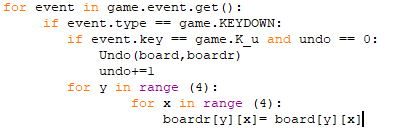 for event in game.event.get():
if event.type == game.KEYDOWN:
if event.key == game.K_u and undo == 0:
Undo(board,boardr)
undo+=1
for y in range (4):
for x in range (4):
boardr[y][x]= board[y][x]